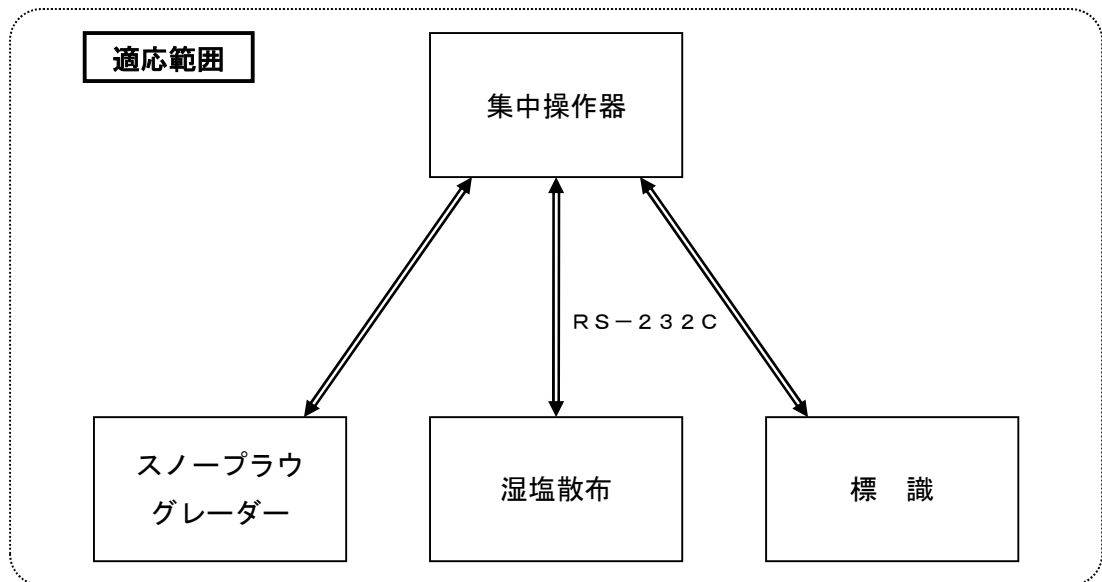 適応範囲
集中操作器
RS-232C
スノープラウ
グレーダー
湿塩散布
標　識